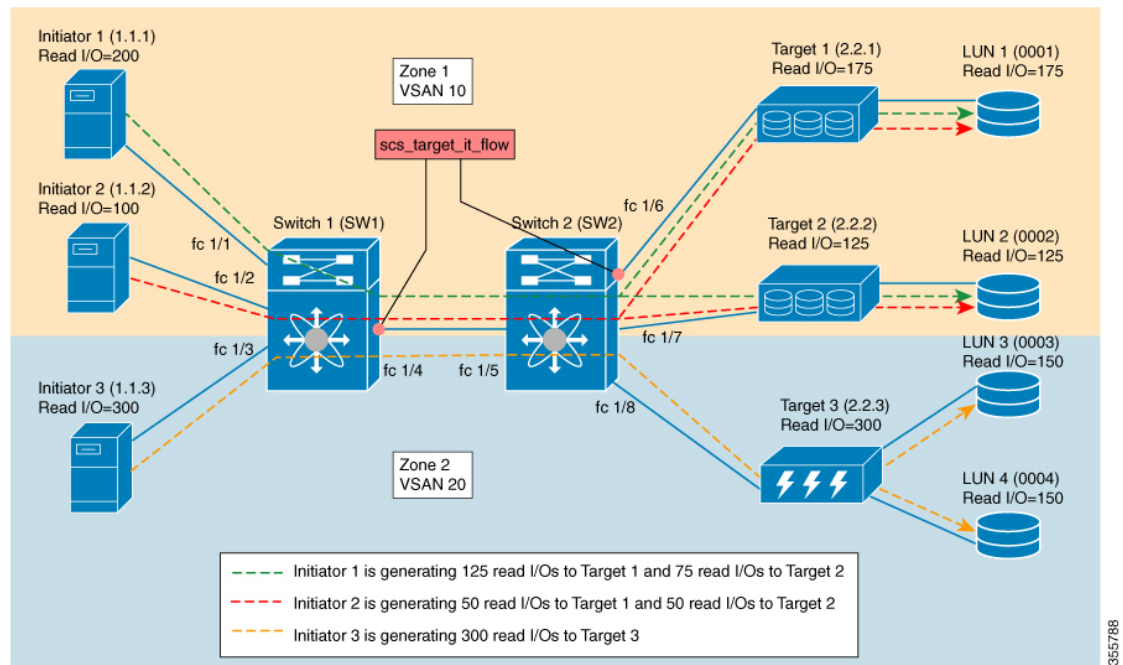 Initiator 1 (1.1.1)
Read I/O=200
Zone 1
VSAN 10
Target 1 (2.2.1)
Read I/O=175
LUN 1 (0001)
Read I/O=175
scs_target_it_flow
Initiator 2 (1.1.2)
Read I/O=100
fc 1/1
Switch 1 (SW1)
Switch 2 (SW2)
fc 1/6
Target 2 (2.2.2)
Read I/O=125
LUN 2 (0002)
Read I/O=125
fc 1/2
fc 1/3
fc 1/4
fc 1/5
fc 1/7
LUN 3 (0003)
Read I/O=150
Initiator 3 (1.1.3)
Read I/O=300
fc 1/8
Target 3 (2.2.3)
Read I/O=300
Zone 2
VSAN 20
LUN 4 (0004)
Read I/O=150
Initiator 1 is generating 125 read I/Os to Target 1 and 75 read I/Os to Target 2
Initiator 2 is generating 50 read I/Os to Target 1 and 50 read I/Os to Target 2
Initiator 3 is generating 300 read I/Os to Target 3
355788